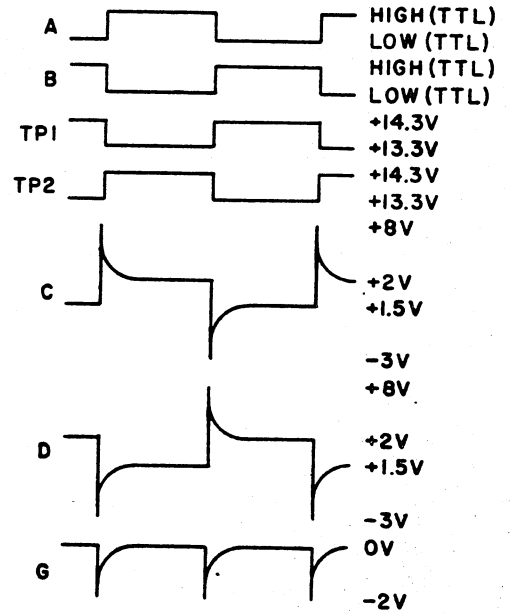 A
HIGH (TTL)
LOW (TTL)
B
HIGH (TTL)
LOW (TTL)
TP1
+14.3V
+13.3V
TP2
+14.3V
+13.3V
+8V
C
+2V
+1.5V
-3V
+8V
D
+2V
+1.5V
-3V
G
0V
-2V